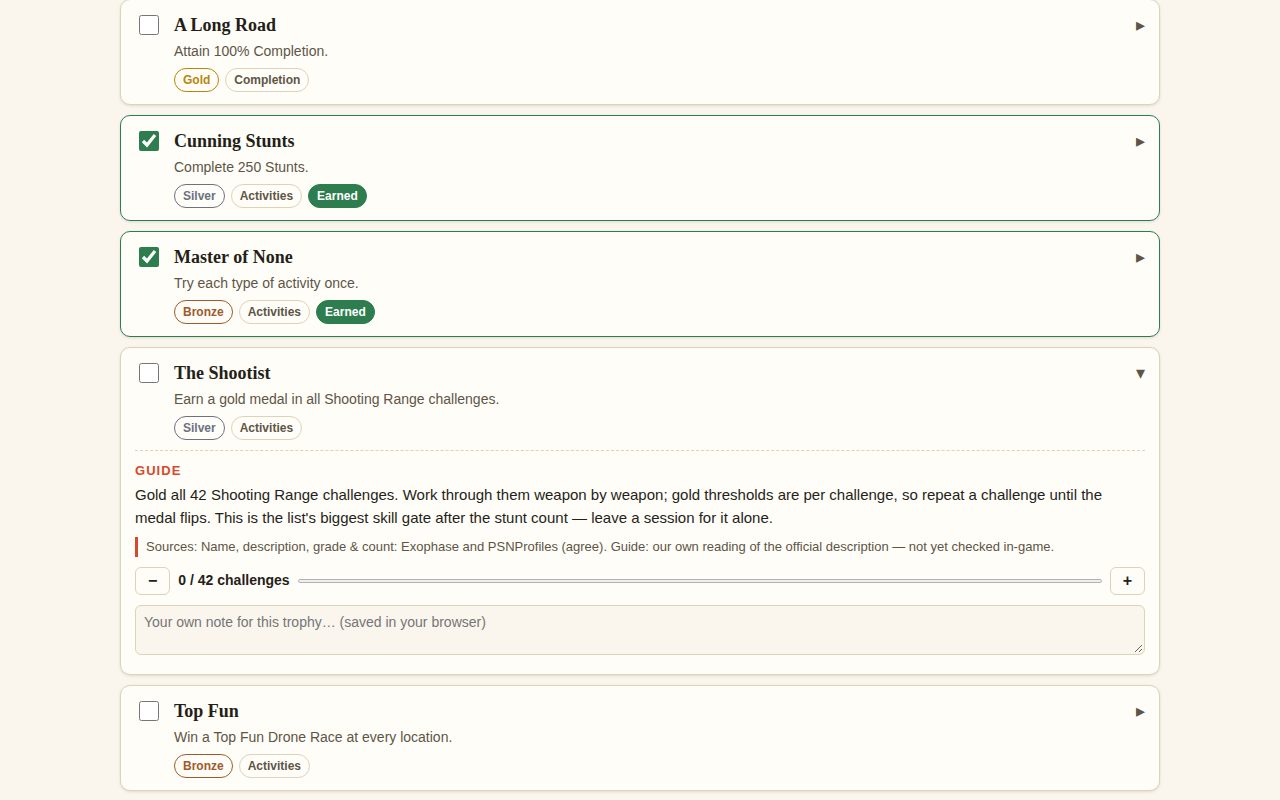 A Long Road
▶
Attain 100% Completion.
Gold Completion
Cunning Stunts
▶
Complete 250 Stunts.
Silver Activities Earned
Master of None
▶
Try each type of activity once.
Bronze Activities Earned
The Shootist
▼
Earn a gold medal in all Shooting Range challenges.
Silver Activities
GUIDE
Gold all 42 Shooting Range challenges. Work through them weapon by weapon; gold thresholds are per challenge, so repeat a challenge until the
medal flips. This is the list's biggest skill gate after the stunt count — leave a session for it alone.
Sources: Name, description, grade & count: Exophase and PSNProfiles (agree). Guide: our own reading of the official description — not yet checked in-game.
− 0 / 42 challenges +
Your own note for this trophy… (saved in your browser)
Top Fun
▶
Win a Top Fun Drone Race at every location.
Bronze Activities